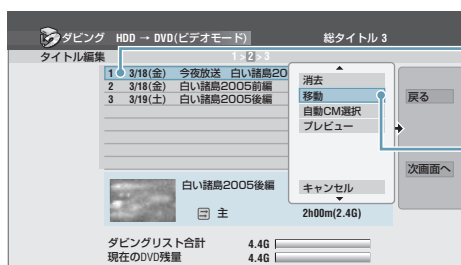 ダビング HDD → DVD(ビデオモード) 総タイトル 3
タイトル編集 1 > 2 > 3
1 3/18(金) 今夜放送 白い諸島20
2 3/18(金) 白い諸島2005前編
3 3/19(土) 白い諸島2005後編
消去
移動
自動CM選択
プレビュー
キャンセル
戻る
次画面へ
白い諸島2005後編
主 2h00m(2.4G)
ダビングリスト合計 4.4G
現在のDVD残量 4.4G